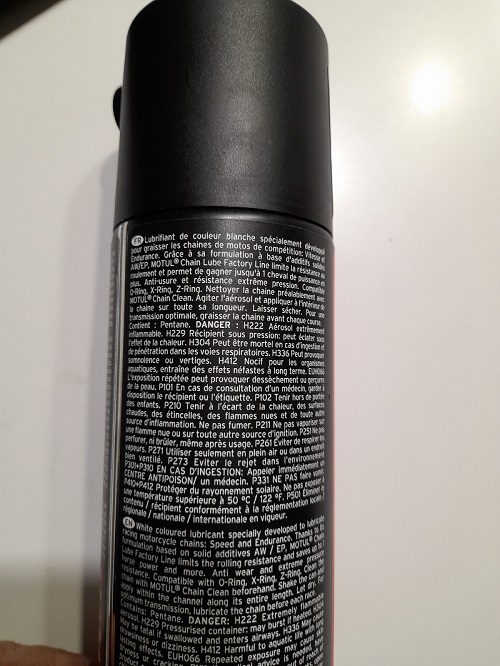 FR Lubrifiant de couleur blanche spécialement développé
pour graisser les chaines de motos de compétition: Vitesse et
Endurance. Grâce à sa formulation à base d'additifs solides
AW/EP, MOTUL® Chain Lube Factory Line limite la résistance au
roulement et permet de gagner jusqu'à 1 cheval de puissance en
plus. Anti-usure et résistance extrême pression. Compatible
O-Ring, X-Ring, Z-Ring. Nettoyer la chaine préalablement avec
MOTUL® Chain Clean. Agiter l'aérosol et appliquer à l'intérieur de
la chaine sur toute sa longueur. Laisser sécher. Pour une
transmission optimale, graisser la chaine avant chaque course.
Contient : Pentane. DANGER : H222 Aérosol extrêmement
inflammable. H229 Récipient sous pression: peut éclater sous
l'effet de la chaleur. H304 Peut être mortel en cas d'ingestion et
de pénétration dans les voies respiratoires. H336 Peut provoquer
somnolence ou vertiges. H412 Nocif pour les organismes
aquatiques, entraîne des effets néfastes à long terme. EUH066
L'exposition répétée peut provoquer dessèchement ou gerçures
de la peau. P101 En cas de consultation d'un médecin, garder à
disposition le récipient ou l'étiquette. P102 Tenir hors de portée
des enfants. P210 Tenir à l'écart de la chaleur, des surfaces
chaudes, des étincelles, des flammes nues et de toute autre
source d'inflammation. Ne pas fumer. P211 Ne pas vaporiser sur
une flamme nue ou sur toute autre source d'ignition. P251 Ne pas
perforer, ni brûler, même après usage. P261 Eviter de respirer les
vapeurs. P271 Utiliser seulement en plein air ou dans un endroit
bien ventilé. P273 Eviter le rejet dans l'environnement.
P301+P310 EN CAS D'INGESTION: Appeler immédiatement un
CENTRE ANTIPOISON/ un médecin. P331 NE PAS faire vomir.
P410+P412 Protéger du rayonnement solaire. Ne pas exposer à
une température supérieure à 50 °C / 122 °F. P501 Éliminer
contenu / récipient conformément à la réglementation locale /
régionale / nationale / internationale en vigueur.
EN White coloured lubricant specially developed to lubricate
racing motorcycle chains: Speed and Endurance. Thanks to its
formulation based on solid additives AW / EP, MOTUL® Chain
Lube Factory Line limits the rolling resistance and saves up to 1
horse power and more. Anti wear and extreme pressure
resistance. Compatible with O-Ring, X-Ring, Z-Ring. Clean the
chain with MOTUL® Chain Clean beforehand. Shake the can and
apply within the channel along its entire length. Let dry. For
optimum transmission, lubricate the chain before each race.
Contains: Pentane. DANGER: H222 Extremely flammable
aerosol. H229 Pressurised container: may burst if heated. H304
May be fatal if swallowed and enters airways. H336 May cause
drowsiness or dizziness. H412 Harmful to aquatic life with long
lasting effects. EUH066 Repeated exposure may cause skin
dryness or cracking. advice is needed,